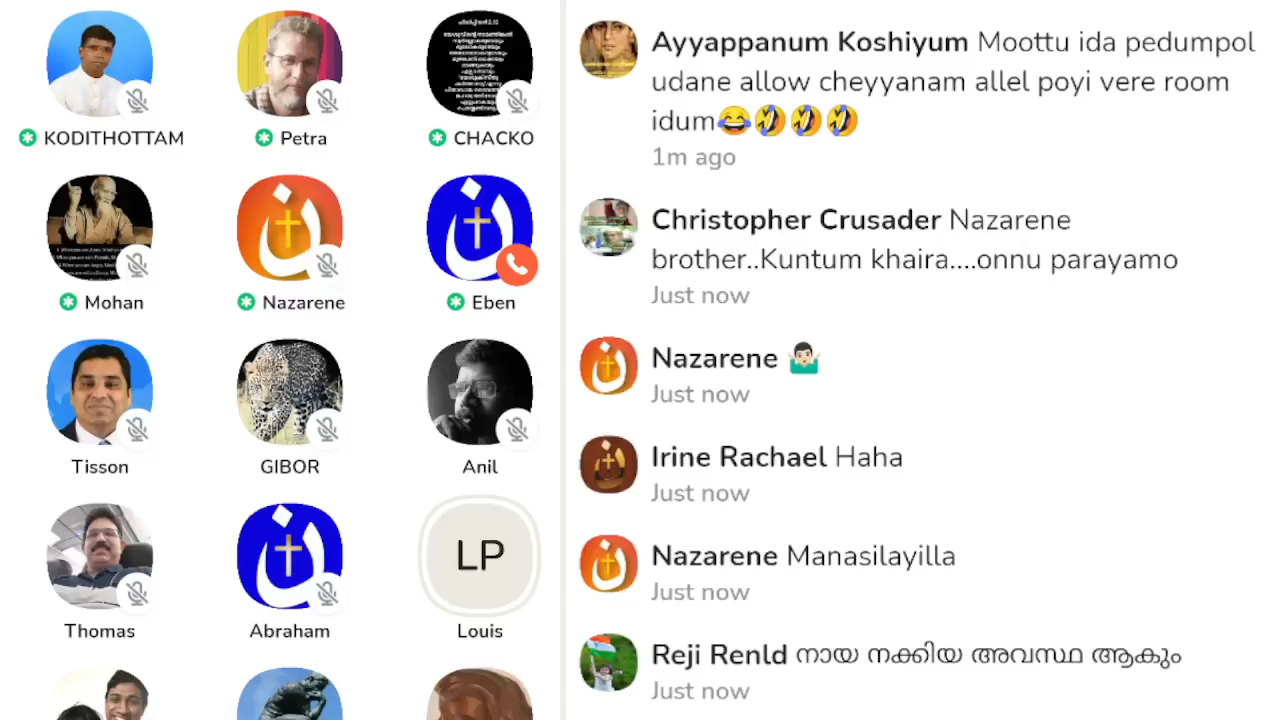 KODITHOTTAM
Petra
CHACKO
Mohan
Nazarene
Eben
Tisson
GIBOR
Anil
LP
Thomas
Abraham
Louis
Ayyappanum Koshiyum Moottu ida pedumpol
udane allow cheyyanam allel poyi vere room
idum😂🤣🤣🤣
1m ago
Christopher Crusader Nazarene
brother..Kuntum khaira....onnu parayamo
Just now
Nazarene 🤷🏻‍♂️
Just now
Irine Rachael Haha
Just now
Nazarene Manasilayilla
Just now
Reji Renld നായ നക്കിയ അവസ്ഥ ആകും
Just now